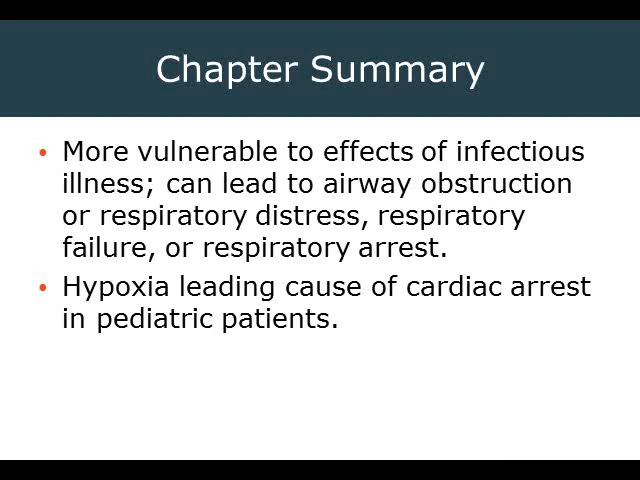 Chapter Summary
• More vulnerable to effects of infectious
illness; can lead to airway obstruction
or respiratory distress, respiratory
failure, or respiratory arrest.
• Hypoxia leading cause of cardiac arrest
in pediatric patients.